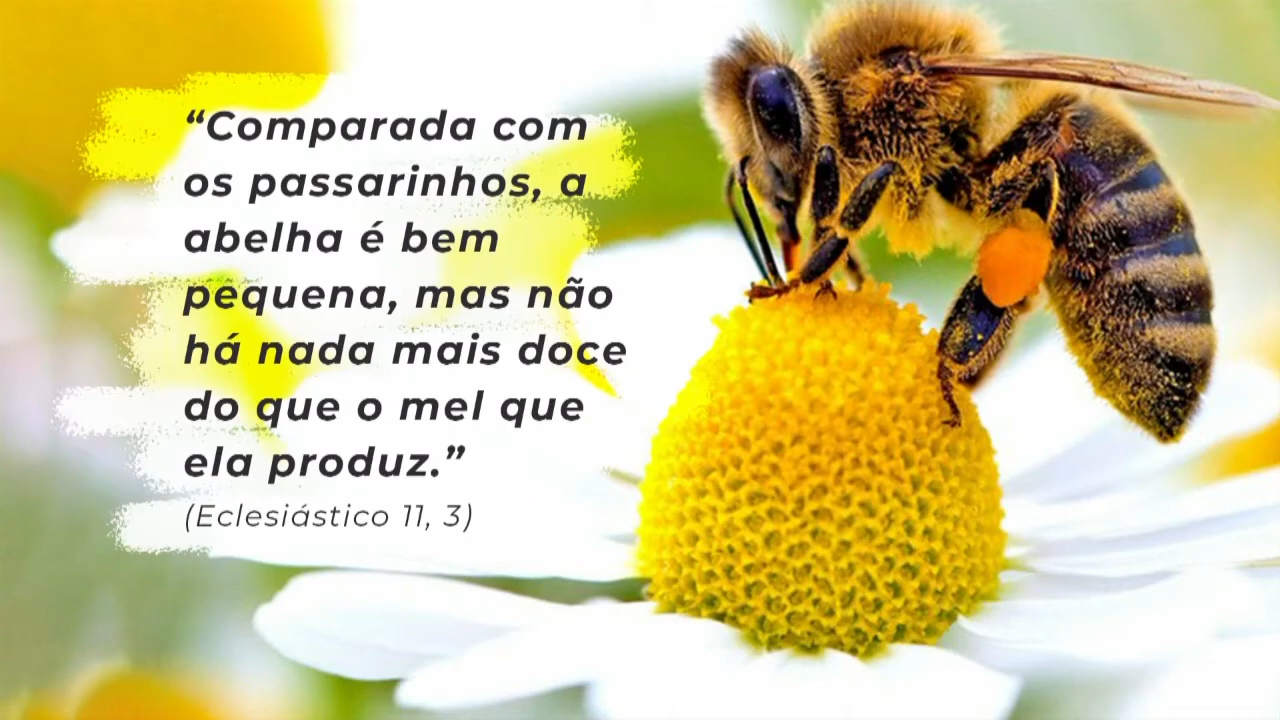 “Comparada com
os passarinhos, a
abelha é bem
pequena, mas não
há nada mais doce
do que o mel que
ela produz.”
(Eclesiástico 11, 3)